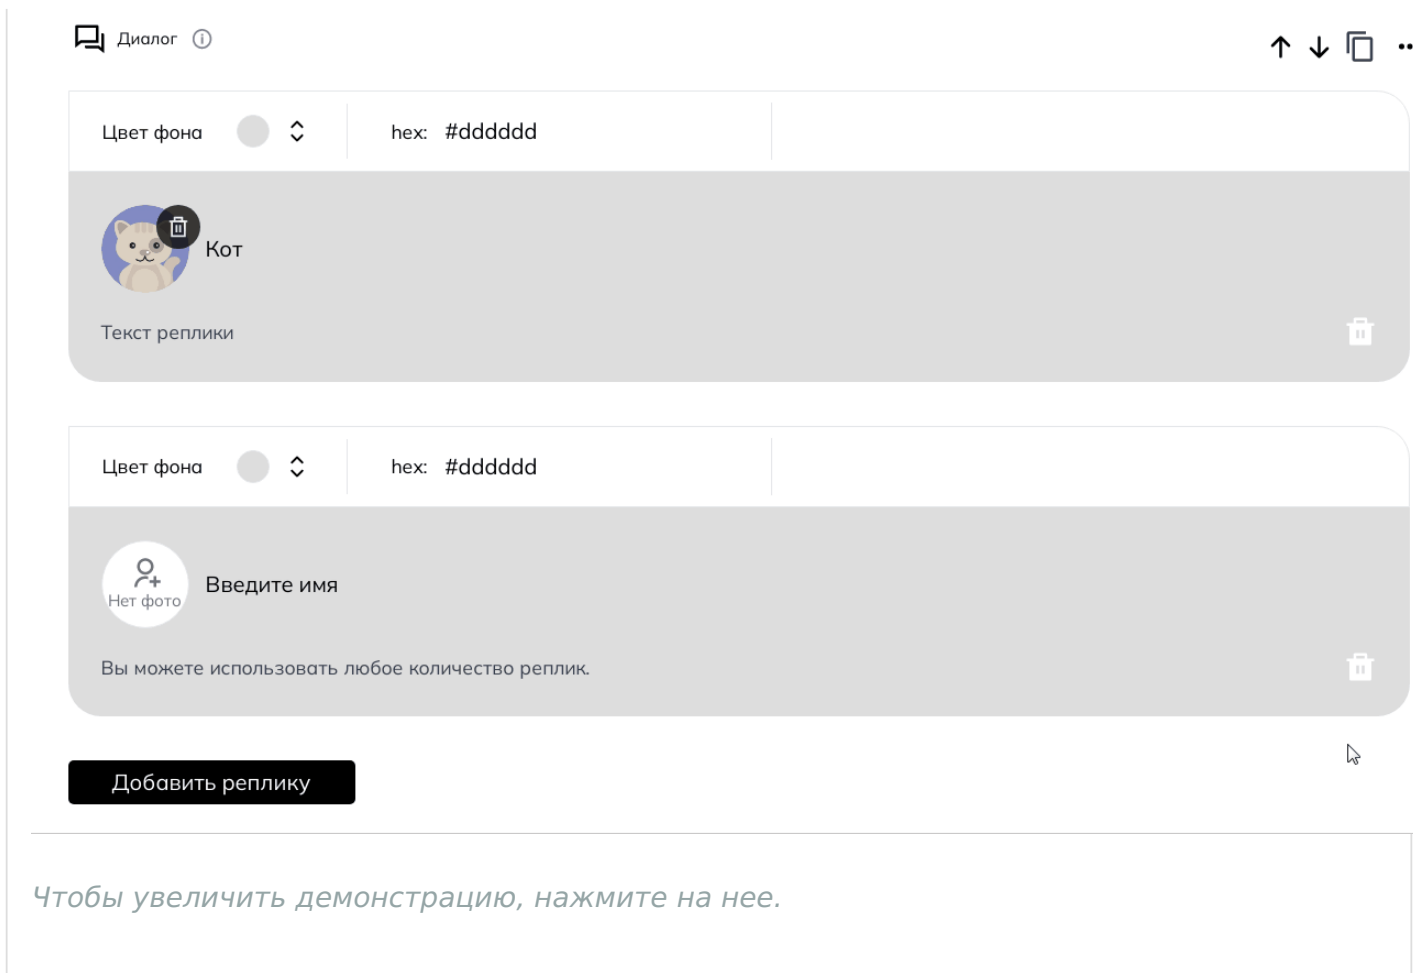 Диалог
Цвет фона hex: #dddddd
Кот
Текст реплики
Цвет фона hex: #dddddd
Нет фото
Введите имя
Вы можете использовать любое количество реплик.
Добавить реплику
Чтобы увеличить демонстрацию, нажмите на нее.